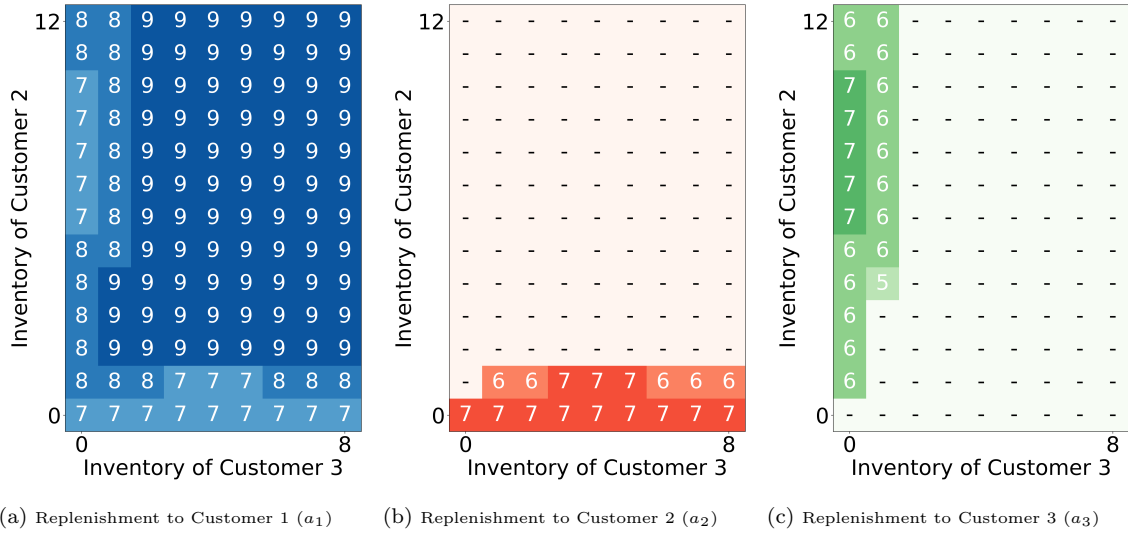 Inventory of Customer 2
12 8 8 9 9 9 9 9 9 9
8 8 9 9 9 9 9 9 9
7 8 9 9 9 9 9 9 9
7 8 9 9 9 9 9 9 9
7 8 9 9 9 9 9 9 9
7 8 9 9 9 9 9 9 9
7 8 9 9 9 9 9 9 9
8 8 9 9 9 9 9 9 9
8 9 9 9 9 9 9 9 9
8 9 9 9 9 9 9 9 9
8 9 9 9 9 9 9 9 9
8 8 8 7 7 7 8 8 8
0 7 7 7 7 7 7 7 7 7
0 8
Inventory of Customer 3
(a) Replenishment to Customer 1 (a₁)
Inventory of Customer 2
12 - - - - - - - - -
- - - - - - - - -
- - - - - - - - -
- - - - - - - - -
- - - - - - - - -
- - - - - - - - -
- - - - - - - - -
- - - - - - - - -
- - - - - - - - -
- - - - - - - - -
- - - - - - - - -
- 6 6 7 7 7 6 6 6
0 7 7 7 7 7 7 7 7 7
0 8
Inventory of Customer 3
(b) Replenishment to Customer 2 (a₂)
Inventory of Customer 2
12 6 6 - - - - - - -
6 6 - - - - - - -
7 6 - - - - - - -
7 6 - - - - - - -
7 6 - - - - - - -
7 6 - - - - - - -
7 6 - - - - - - -
6 6 - - - - - - -
6 5 - - - - - - -
6 - - - - - - - -
6 - - - - - - - -
6 - - - - - - - -
0 - - - - - - - - -
0 8
Inventory of Customer 3
(c) Replenishment to Customer 3 (a₃)